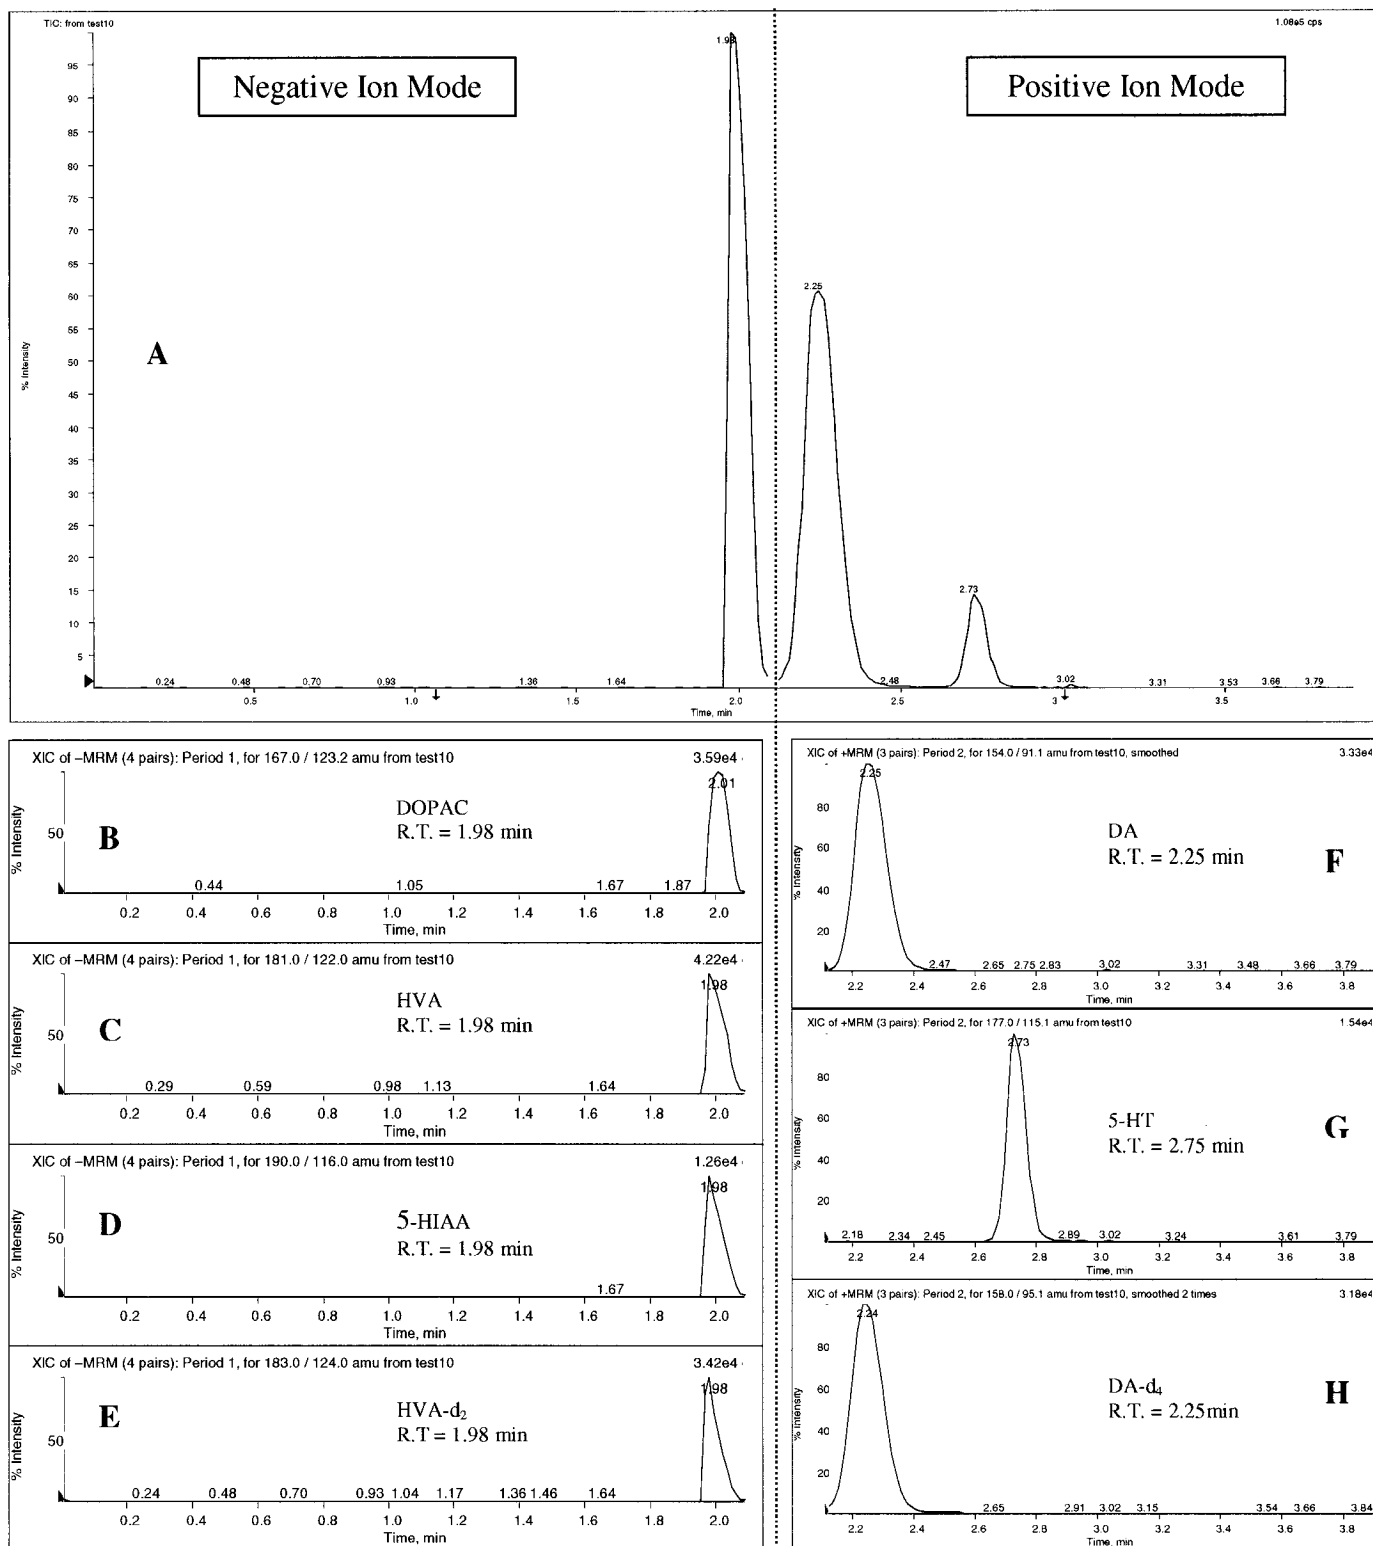 TIC: from test10
1.08e5 cps
Negative Ion Mode
Positive Ion Mode
A
% Intensity
95
90
85
80
75
70
65
60
55
50
45
40
35
30
25
20
15
10
5
1.98
2.25
2.73
0.24 0.48 0.70 0.93 1.36 1.64 2.48 3.02 3.31 3.53 3.66 3.79
0.5 1.0 1.5 2.0 2.5 3 3.5
Time, min
XIC of –MRM (4 pairs): Period 1, for 167.0 / 123.2 amu from test10
3.59e4
2.01
DOPAC
R.T. = 1.98 min
B
% Intensity
50
0.44 1.05 1.67 1.87
0.2 0.4 0.6 0.8 1.0 1.2 1.4 1.6 1.8 2.0
Time, min
XIC of –MRM (4 pairs): Period 1, for 181.0 / 122.0 amu from test10
4.22e4
1.98
HVA
R.T. = 1.98 min
C
% Intensity
50
0.29 0.59 0.98 1.13 1.64
0.2 0.4 0.6 0.8 1.0 1.2 1.4 1.6 1.8 2.0
Time, min
XIC of –MRM (4 pairs): Period 1, for 190.0 / 116.0 amu from test10
1.26e4
1.98
5-HIAA
R.T. = 1.98 min
D
% Intensity
50
1.67
0.2 0.4 0.6 0.8 1.0 1.2 1.4 1.6 1.8 2.0
Time, min
XIC of –MRM (4 pairs): Period 1, for 183.0 / 124.0 amu from test10
3.42e4
1.98
HVA-d2
R.T = 1.98 min
E
% Intensity
50
0.24 0.48 0.70 0.93 1.04 1.17 1.36 1.46 1.64
0.2 0.4 0.6 0.8 1.0 1.2 1.4 1.6 1.8 2.0
Time, min
XIC of +MRM (3 pairs): Period 2, for 154.0 / 91.1 amu from test10, smoothed
3.33e4
2.25
DA
R.T. = 2.25 min
F
% Intensity
80
60
40
20
2.47 2.65 2.75 2.83 3.02 3.31 3.48 3.66 3.79
2.2 2.4 2.6 2.8 3.0 3.2 3.4 3.6 3.8
Time, min
XIC of +MRM (3 pairs): Period 2, for 177.0 / 115.1 amu from test10
1.54e4
2.73
5-HT
R.T. = 2.75 min
G
% Intensity
80
60
40
20
2.18 2.34 2.45 2.89 3.02 3.24 3.61 3.79
2.2 2.4 2.6 2.8 3.0 3.2 3.4 3.6 3.8
Time, min
XIC of +MRM (3 pairs): Period 2, for 158.0 / 95.1 amu from test10, smoothed 2 times
3.18e4
2.24
DA-d4
R.T. = 2.25min
H
% Intensity
80
60
40
20
2.65 2.91 3.02 3.15 3.54 3.66 3.84
2.2 2.4 2.6 2.8 3.0 3.2 3.4 3.6 3.8
Time, min